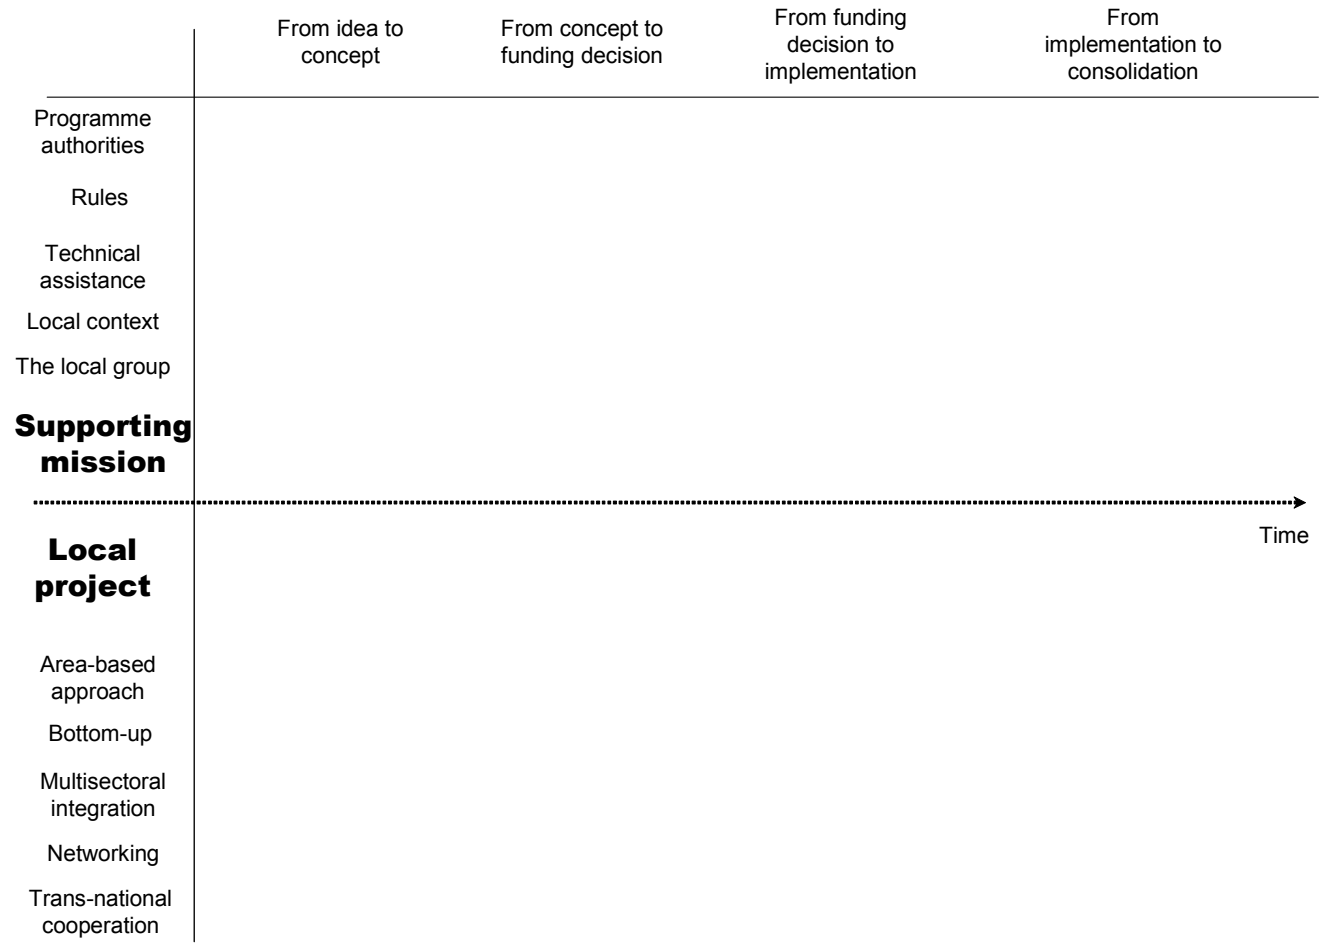 From idea to
concept
From concept to
funding decision
From funding
decision to
implementation
From
implementation to
consolidation
Programme
authorities
Rules
Technical
assistance
Local context
The local group
Supporting
mission
Time
Local
project
Area-based
approach
Bottom-up
Multisectoral
integration
Networking
Trans-national
cooperation